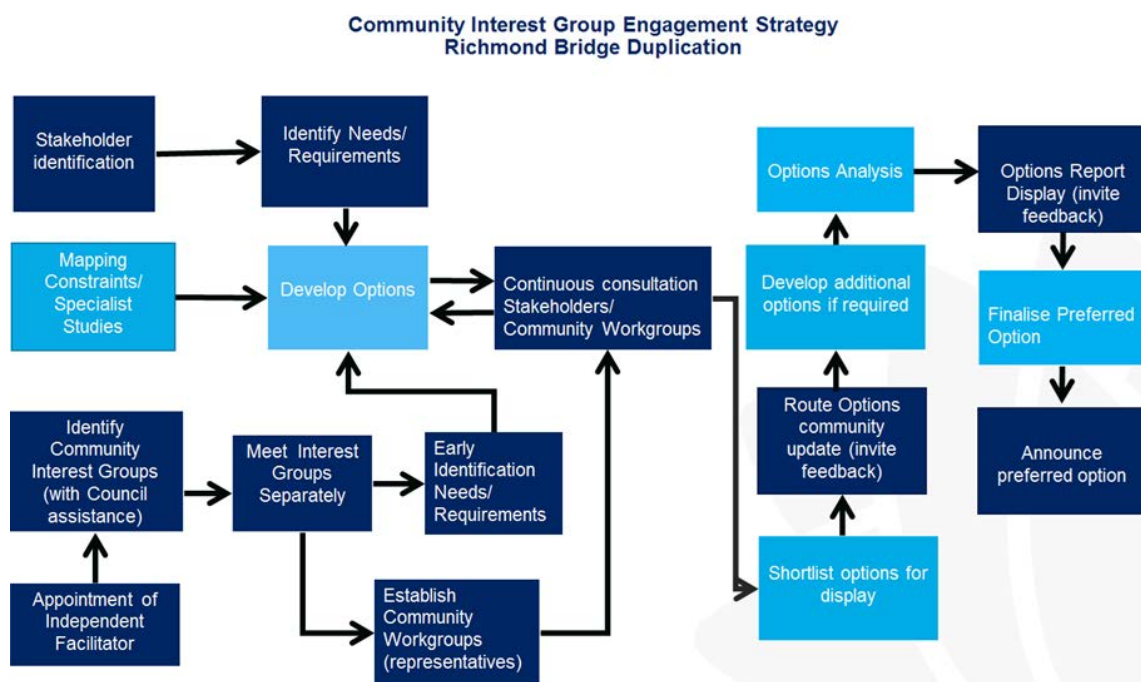 Community Interest Group Engagement Strategy
Richmond Bridge Duplication
Stakeholder
identification
Identify Needs/
Requirements
Mapping
Constraints/
Specialist
Studies
Develop Options
Continuous consultation
Stakeholders/
Community Workgroups
Identify
Community
Interest Groups
(with Council
assistance)
Meet Interest
Groups
Separately
Early
Identification
Needs/
Requirements
Appointment of
Independent
Facilitator
Establish
Community
Workgroups
(representatives)
Shortlist options for
display
Route Options
community
update (invite
feedback)
Develop additional
options if required
Options Analysis
Options Report
Display (invite
feedback)
Finalise Preferred
Option
Announce
preferred option